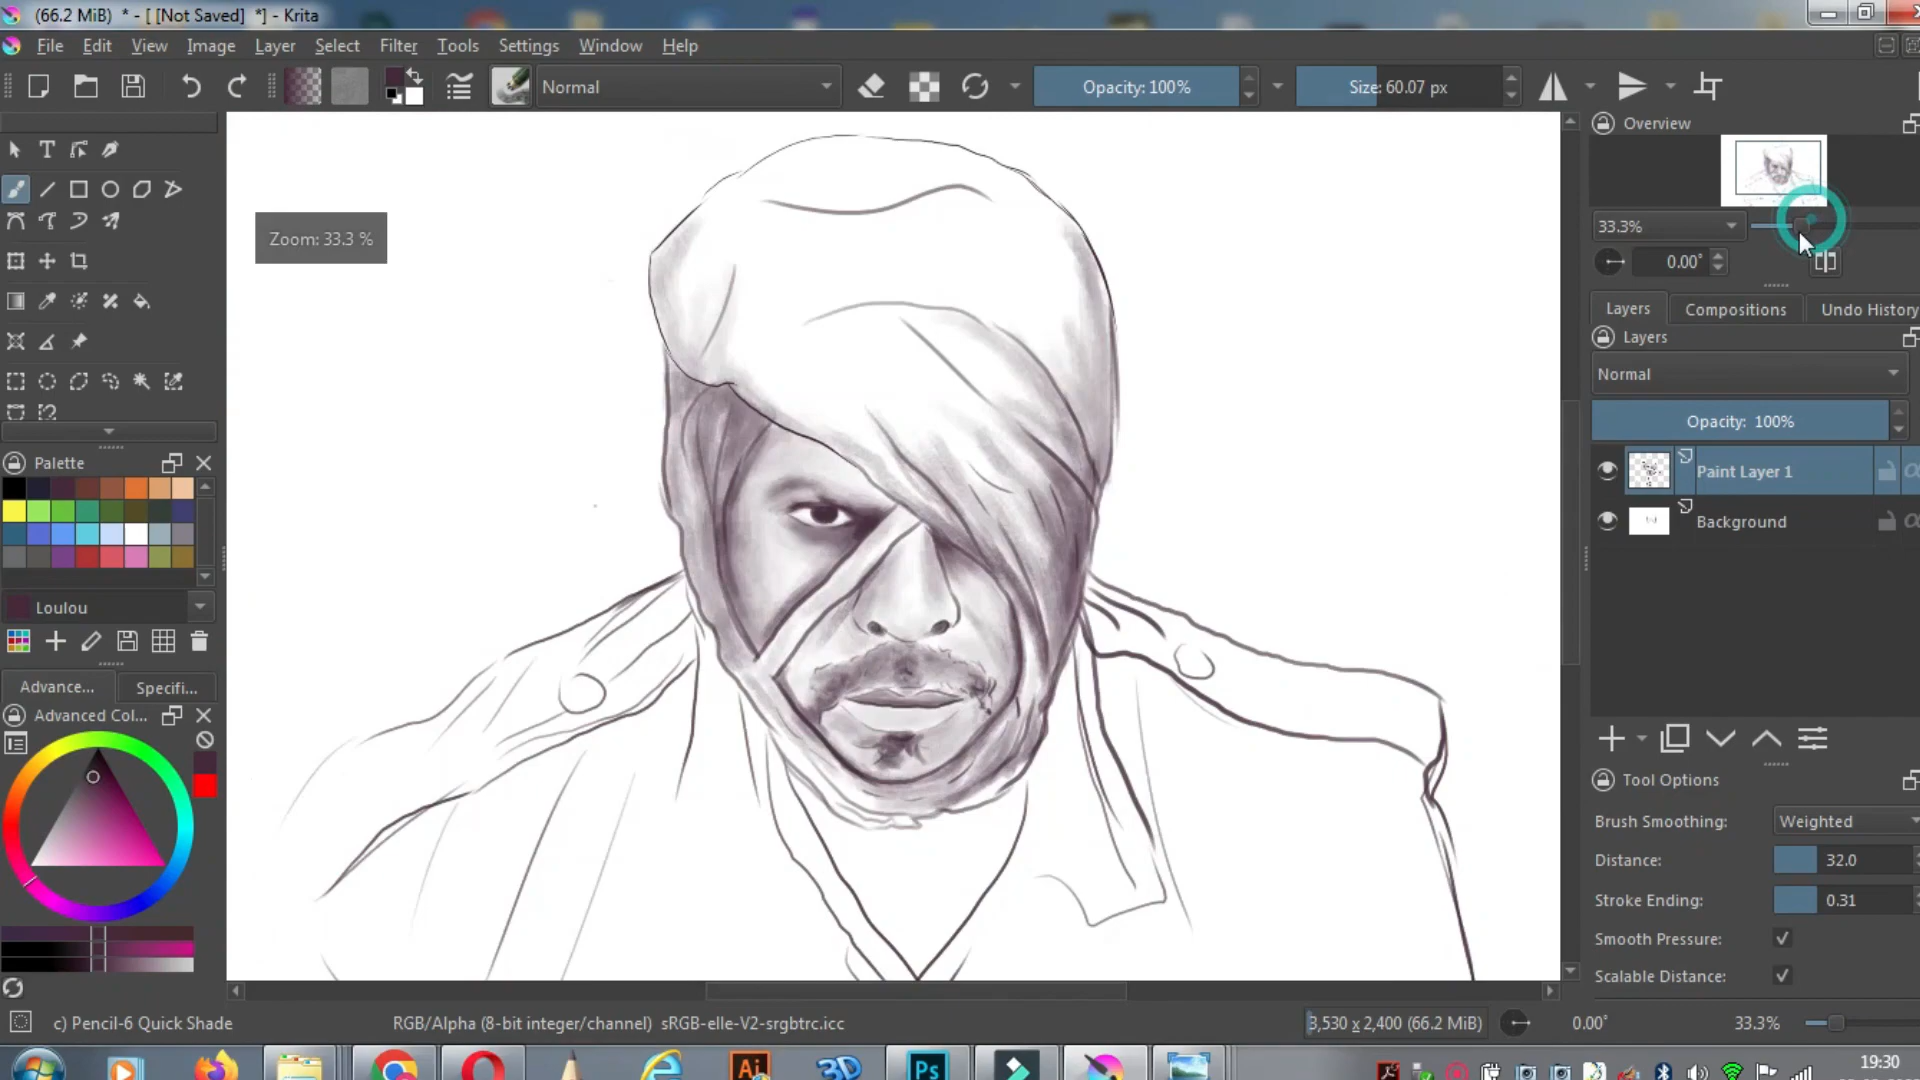 (66.2 MiB) * - [ [Not Saved] *] - Krita
File Edit View Image Layer Select Filter Tools Settings Window Help
Normal Opacity: 100% Size: 60.07 px
Overview
Zoom: 33.3 %
33.3%
0.00°
Layers Compositions Undo History
Layers
Normal
Opacity: 100%
Paint Layer 1
Background
Palette
Loulou
Advance... Specifi...
Advanced Col...
Tool Options
Brush Smoothing: Weighted
Distance: 32.0
Stroke Ending: 0.31
Smooth Pressure:
Scalable Distance:
c) Pencil-6 Quick Shade RGB/Alpha (8-bit integer/channel) sRGB-elle-V2-srgbtrc.icc 3,530 x 2,400 (66.2 MiB) 0.00° 33.3%
Ai 3D Ps 19:30